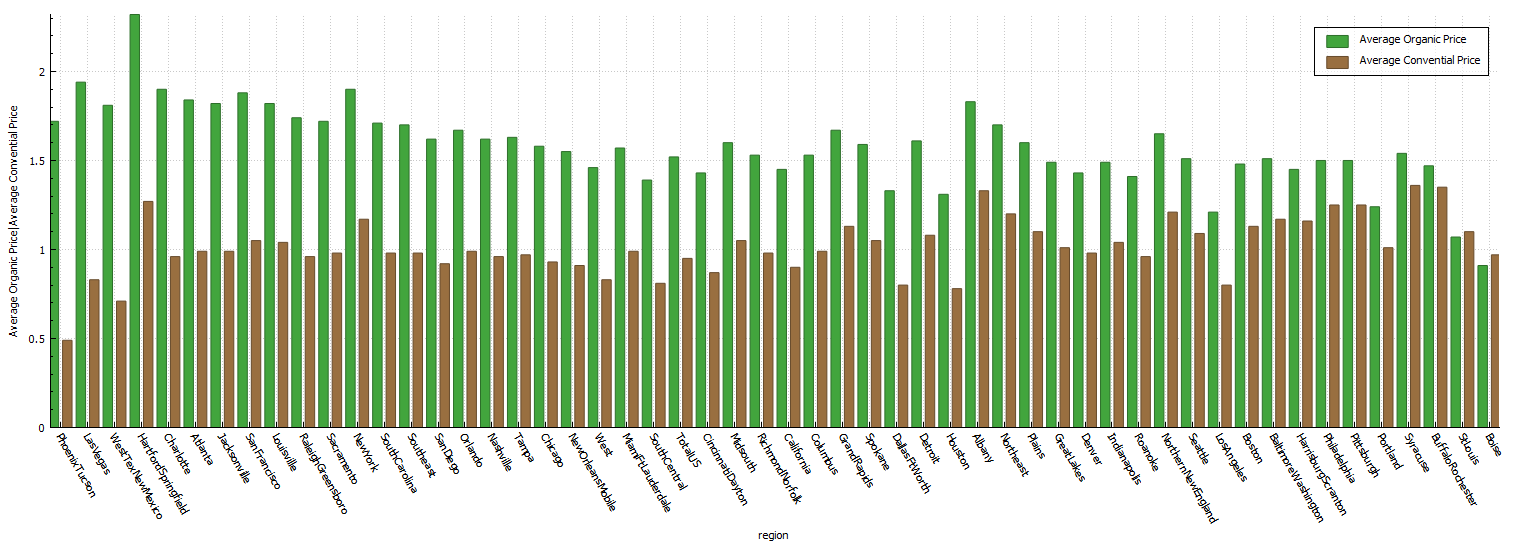 Average Organic Price
Average Convential Price
Average Organic Price|Average Convential Price
2
1.5
1
0.5
0
PhoenixTucson
LasVegas
WestTexNewMexico
HartfordSpringfield
Charlotte
Atlanta
Jacksonville
SanFrancisco
Louisville
RaleighGreensboro
Sacramento
NewYork
SouthCarolina
Southeast
SanDiego
Orlando
Nashville
Tampa
Chicago
NewOrleansMobile
West
MiamiFtLauderdale
SouthCentral
TotalUS
CincinnatiDayton
Midsouth
RichmondNorfolk
California
Columbus
GrandRapids
Spokane
DallasFtWorth
Detroit
Houston
Albany
Northeast
Plains
GreatLakes
Denver
Indianapolis
Roanoke
NorthernNewEngland
Seattle
LosAngeles
Boston
BaltimoreWashington
HarrisburgScranton
Philadelphia
Pittsburgh
Portland
Syracuse
BuffaloRochester
StLouis
Boise
region